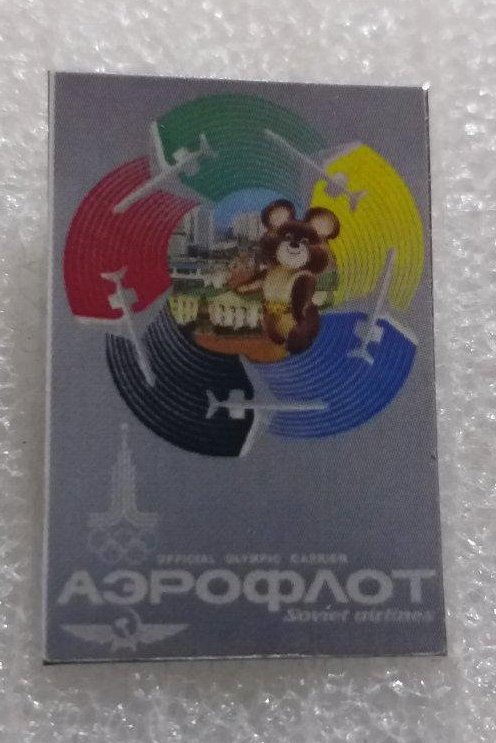 OFFICIAL OLYMPIC CARRIER
АЭРОФЛОТ
Soviet airlines